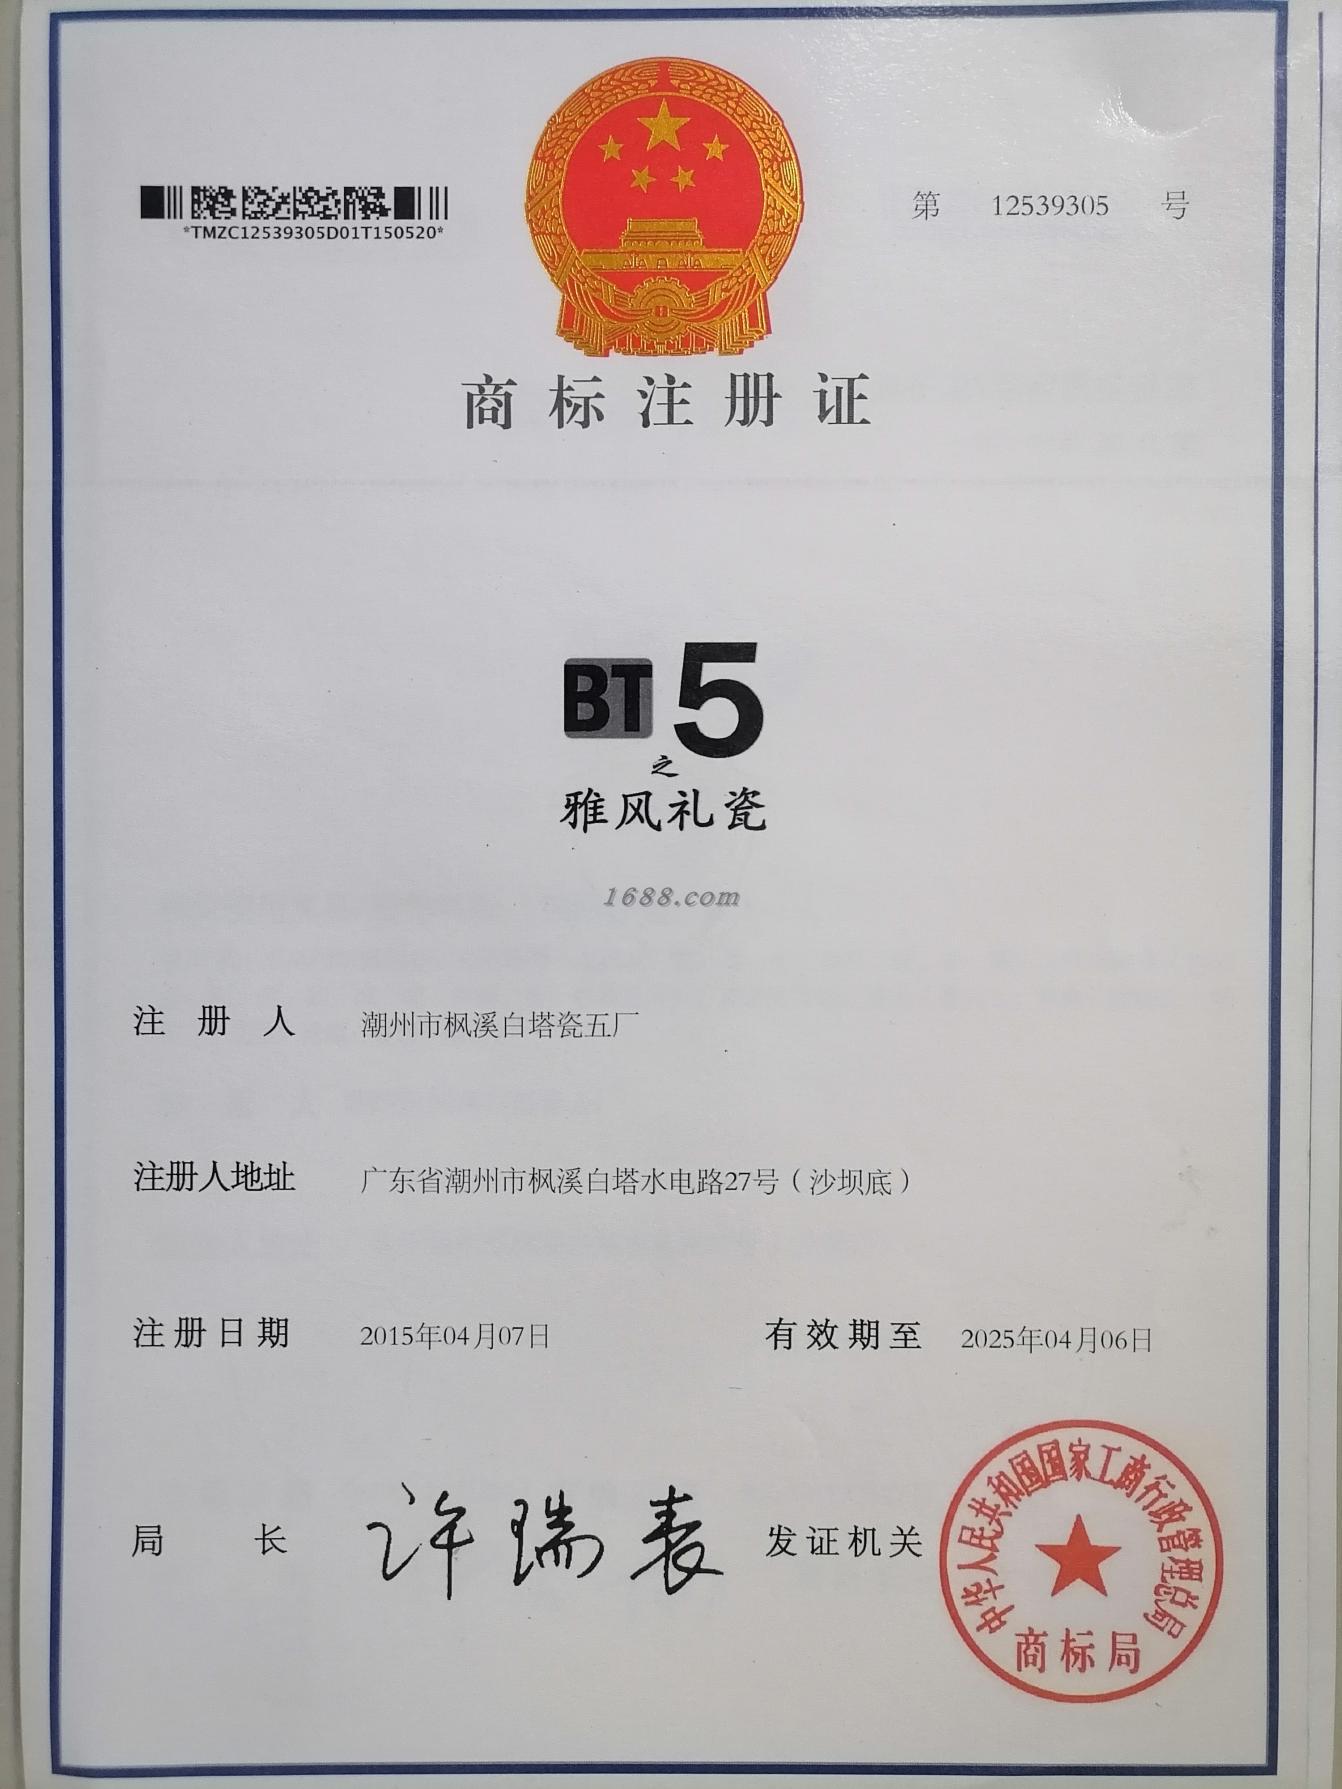 *TMZC12539305D01T150520*
第 12539305 号
商标注册证
BT5
之
雅风礼瓷
1688.com
注册人 潮州市枫溪白塔瓷五厂
注册人地址 广东省潮州市枫溪白塔水电路27号（沙坝底）
注册日期 2015年04月07日 有效期至 2025年04月06日
局长 许瑞表 发证机关
中华人民共和国国家工商行政管理总局
商标局